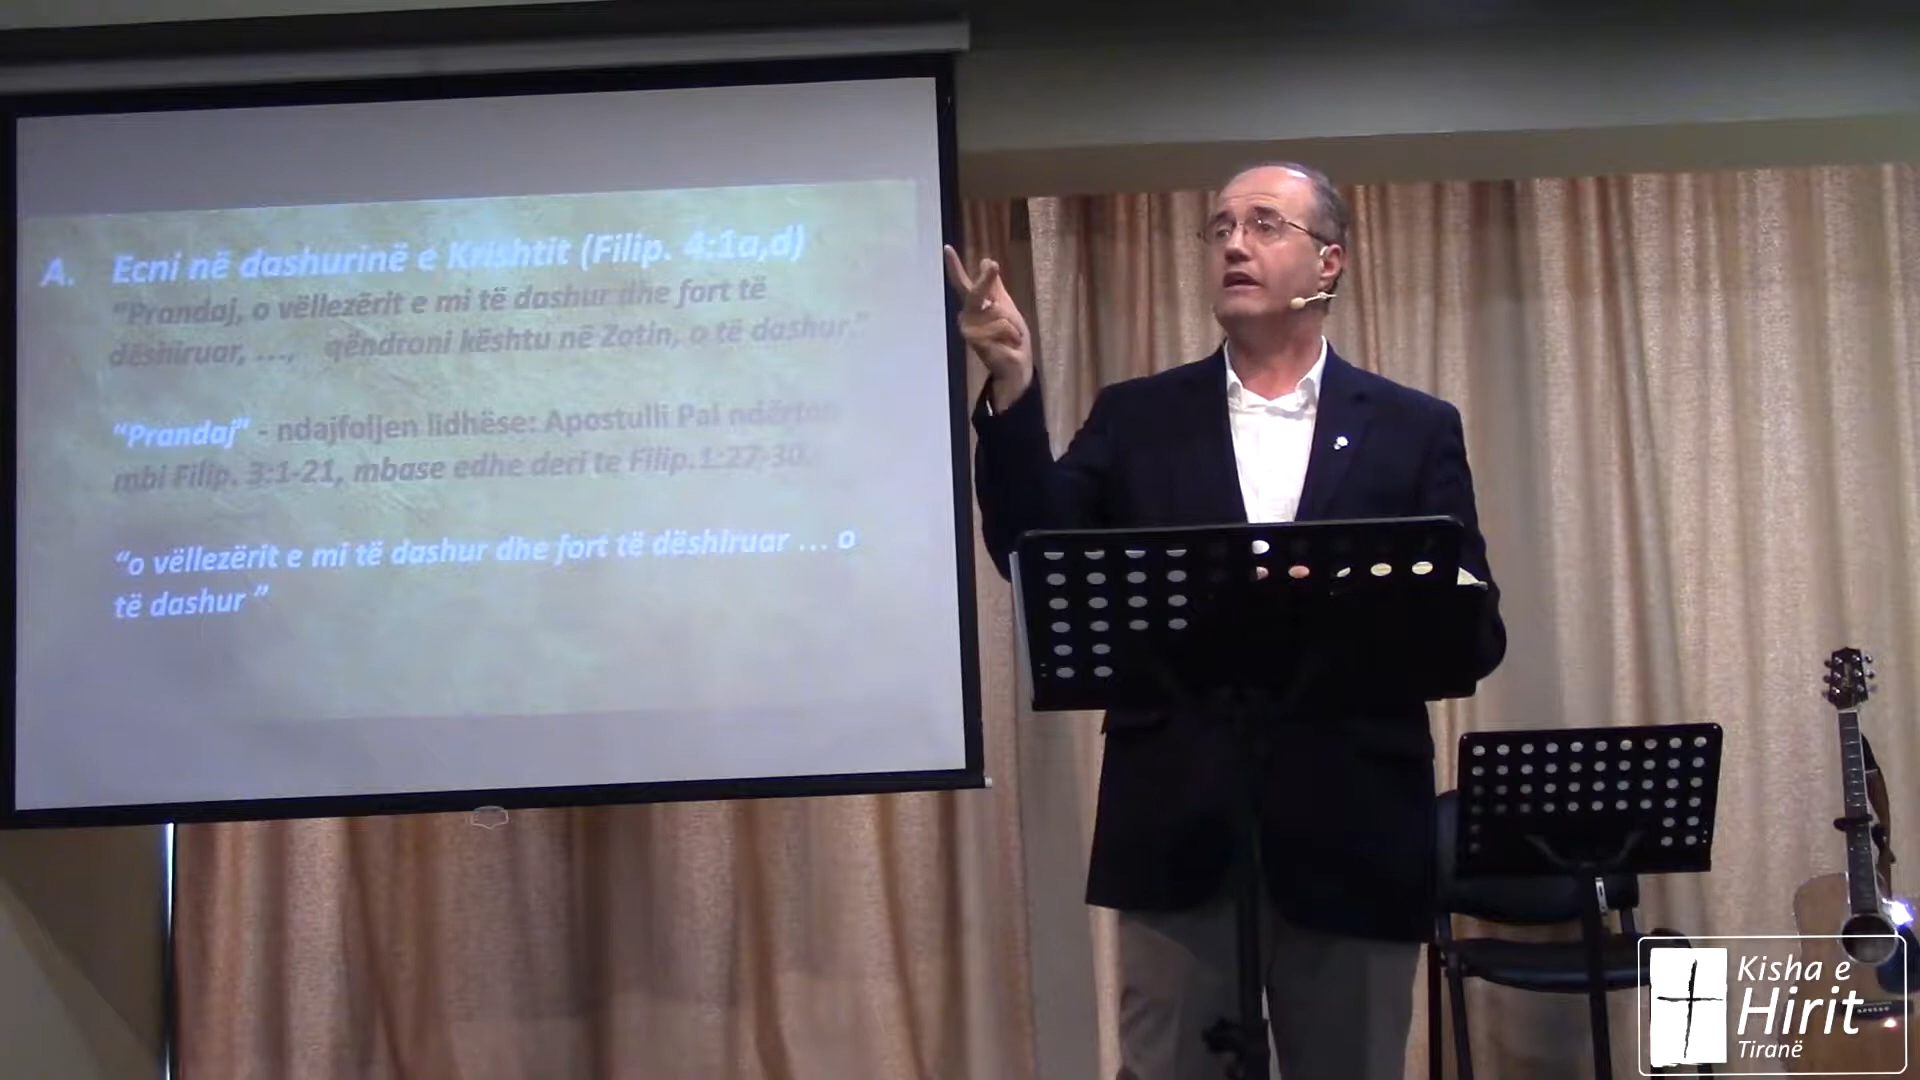 A. Ecni në dashurinë e Krishtit (Filip. 4:1a,d)
“Prandaj, o vëllezërit e mi të dashur dhe fort të
dëshiruar, ..., qëndroni kështu në Zotin, o të dashur.”
“Prandaj” - ndajfoljen lidhëse: Apostulli Pal ndërton
mbi Filip. 3:1-21, mbase edhe deri te Filip.1:27-30.
“o vëllezërit e mi të dashur dhe fort të dëshiruar ... o
të dashur ”
Kisha e
Hirit
Tiranë